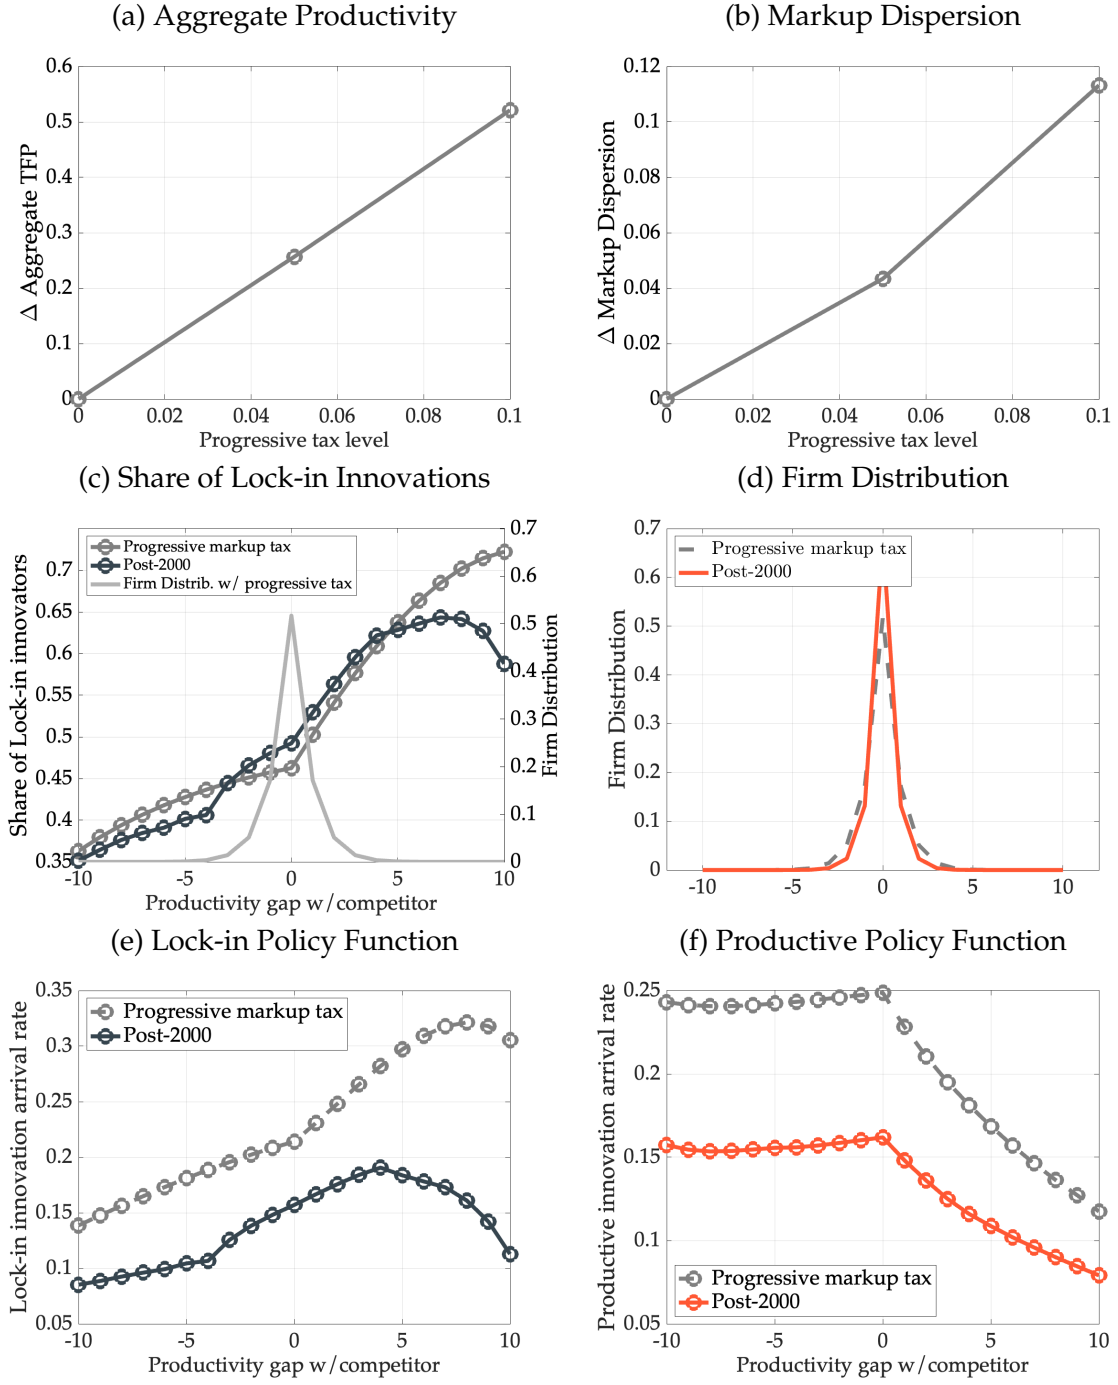 (a) Aggregate Productivity
0.6
0.5
0.4
0.3
0.2
0.1
0
Δ Aggregate TFP
0 0.02 0.04 0.06 0.08 0.1
Progressive tax level
(b) Markup Dispersion
0.12
0.1
0.08
0.06
0.04
0.02
0
Δ Markup Dispersion
0 0.02 0.04 0.06 0.08 0.1
Progressive tax level
(c) Share of Lock-in Innovations
Progressive markup tax
Post-2000
Firm Distrib. w/ progressive tax
0.7
0.65
0.6
0.55
0.5
0.45
0.4
0.35
Share of Lock-in innovators
0.7
0.6
0.5
0.4
0.3
0.2
0.1
0
Firm Distribution
-10 -5 0 5 10
Productivity gap w/competitor
(d) Firm Distribution
Progressive markup tax
Post-2000
0.7
0.6
0.5
0.4
0.3
0.2
0.1
0
Firm Distribution
-10 -5 0 5 10
(e) Lock-in Policy Function
Progressive markup tax
Post-2000
0.35
0.3
0.25
0.2
0.15
0.1
0.05
Lock-in innovation arrival rate
-10 -5 0 5 10
Productivity gap w/competitor
(f) Productive Policy Function
0.25
0.2
0.15
0.1
0.05
Productive innovation arrival rate
Progressive markup tax
Post-2000
-10 -5 0 5 10
Productivity gap w/competitor